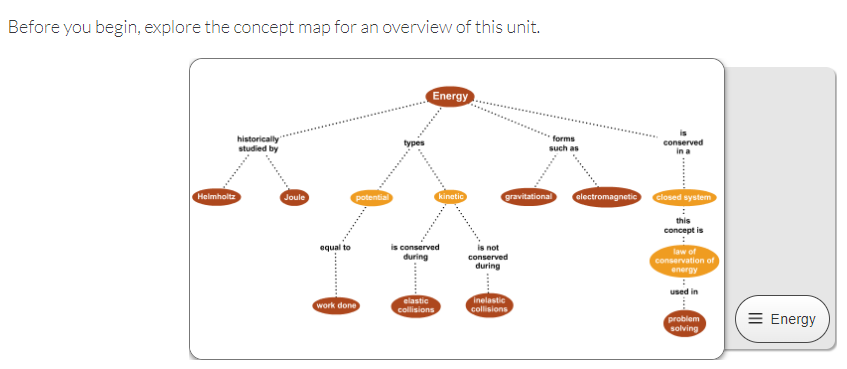 Before you begin, explore the concept map for an overview of this unit.
Energy
historically
studied by
types
forms
such as
is
conserved
in a
Helmholtz
Joule
potential
kinetic
gravitational
electromagnetic
closed system
this
concept is
equal to
is conserved
during
is not
conserved
during
law of
conservation of
energy
used in
work done
elastic
collisions
inelastic
collisions
problem
solving
Energy